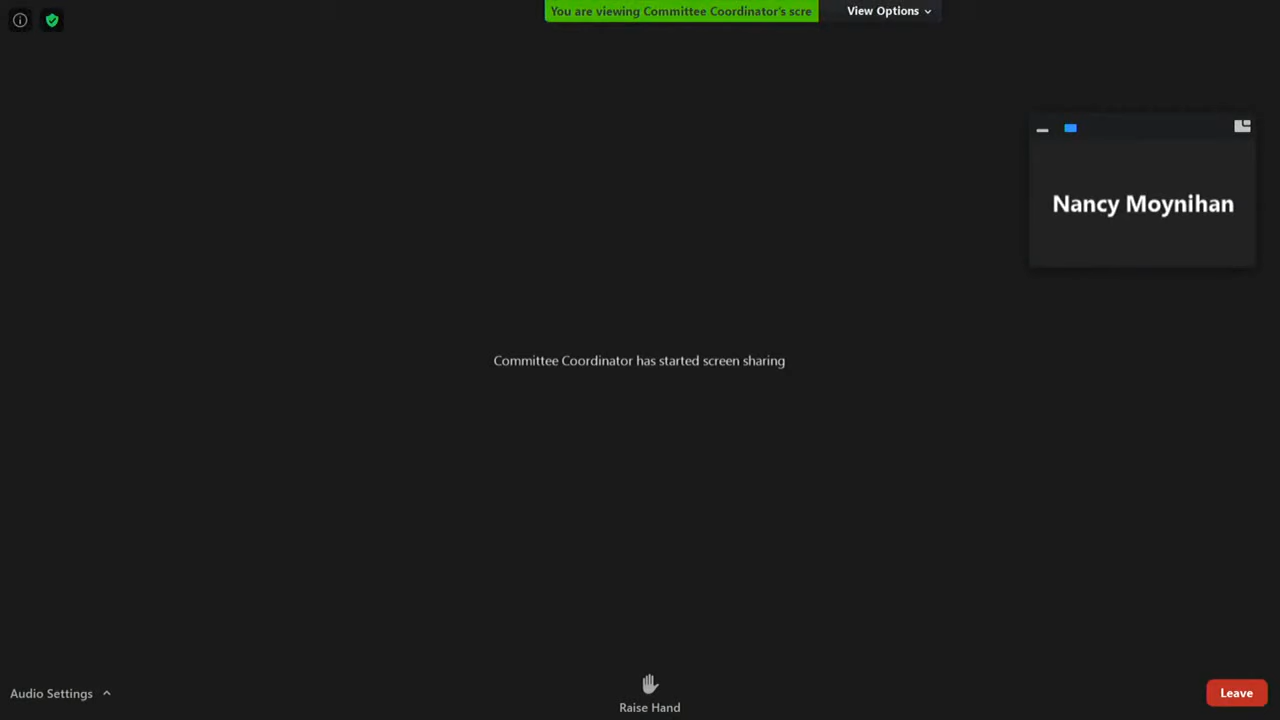 You are viewing Committee Coordinator's scre
View Options
Nancy Moynihan
Committee Coordinator has started screen sharing
Audio Settings
Raise Hand
Leave